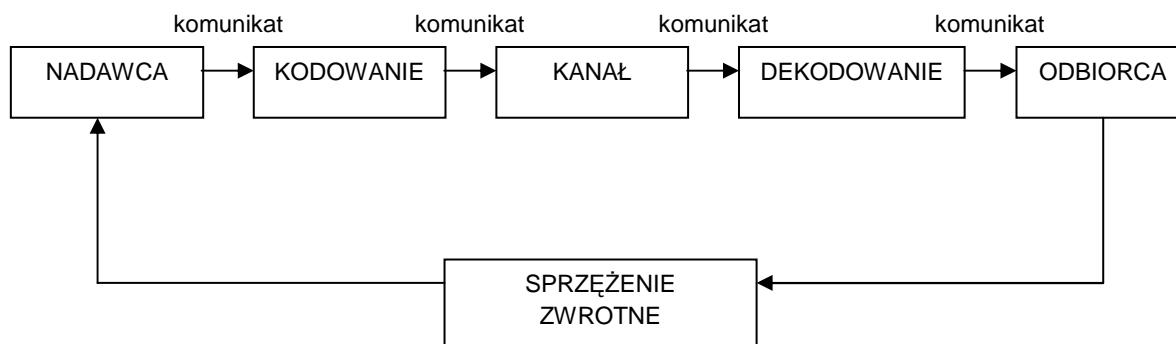 komunikat komunikat komunikat komunikat
NADAWCA KODOWANIE KANAŁ DEKODOWANIE ODBIORCA
SPRZĘŻENIE
ZWROTNE